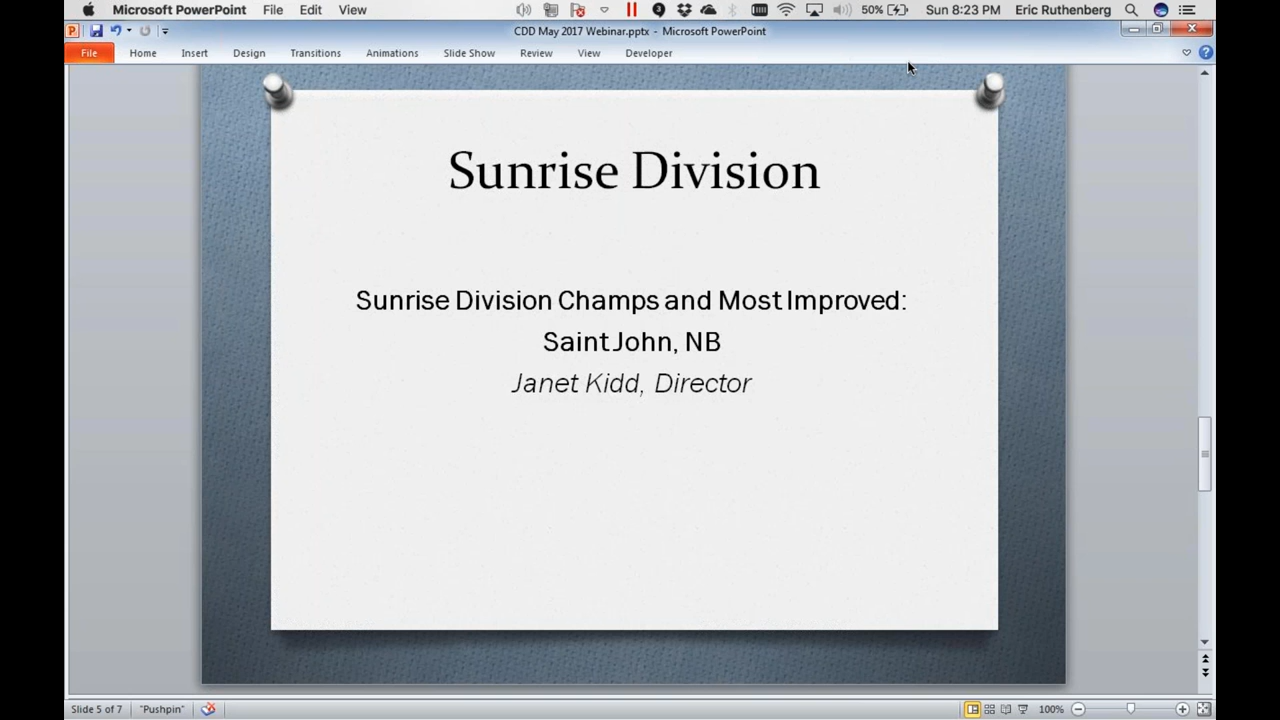 Microsoft PowerPoint File Edit View 50% Sun 8:23 PM Eric Ruthenberg
CDD May 2017 Webinar.pptx - Microsoft PowerPoint
File Home Insert Design Transitions Animations Slide Show Review View Developer
Sunrise Division
Sunrise Division Champs and Most Improved:
Saint John, NB
Janet Kidd, Director
Slide 5 of 7 "Pushpin" 100%